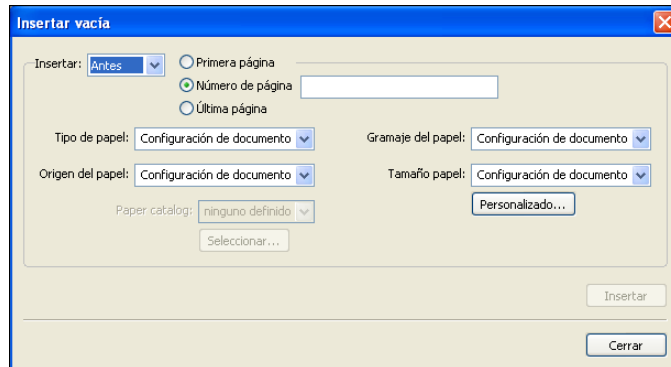 Insertar vacía
Insertar: Antes
Primera página
Número de página
Última página
Tipo de papel: Configuración de documento
Gramaje del papel: Configuración de documento
Origen del papel: Configuración de documento
Tamaño papel: Configuración de documento
Paper catalog: ninguno definido
Personalizado...
Seleccionar...
Insertar
Cerrar